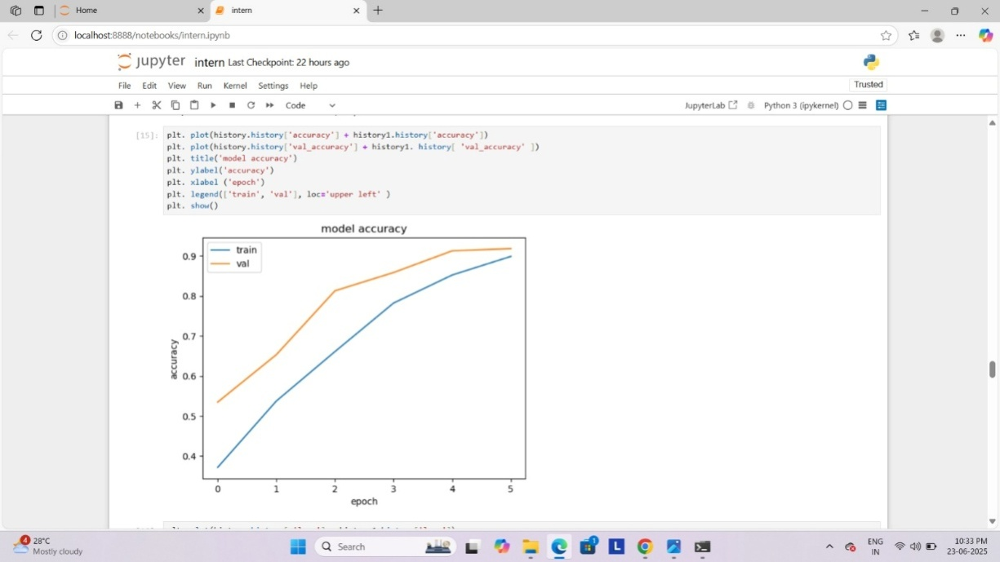 Home
intern
localhost:8888/notebooks/intern.ipynb
jupyter intern Last Checkpoint: 22 hours ago
File Edit View Run Kernel Settings Help
Trusted
Code
JupyterLab
Python 3 (ipykernel)
[15]: plt. plot(history.history['accuracy'] + history1.history['accuracy'])
plt. plot(history.history['val_accuracy'] + history1. history[ 'val_accuracy' ])
plt. title('model accuracy')
plt. ylabel('accuracy')
plt. xlabel ('epoch')
plt. legend(['train', 'val'], loc='upper left' )
plt. show()
model accuracy
train
val
0.9
0.8
0.7
0.6
0.5
0.4
accuracy
0 1 2 3 4 5
epoch
4
28°C
Mostly cloudy
Search
1
L
ENG
IN
10:33 PM
23-06-2025